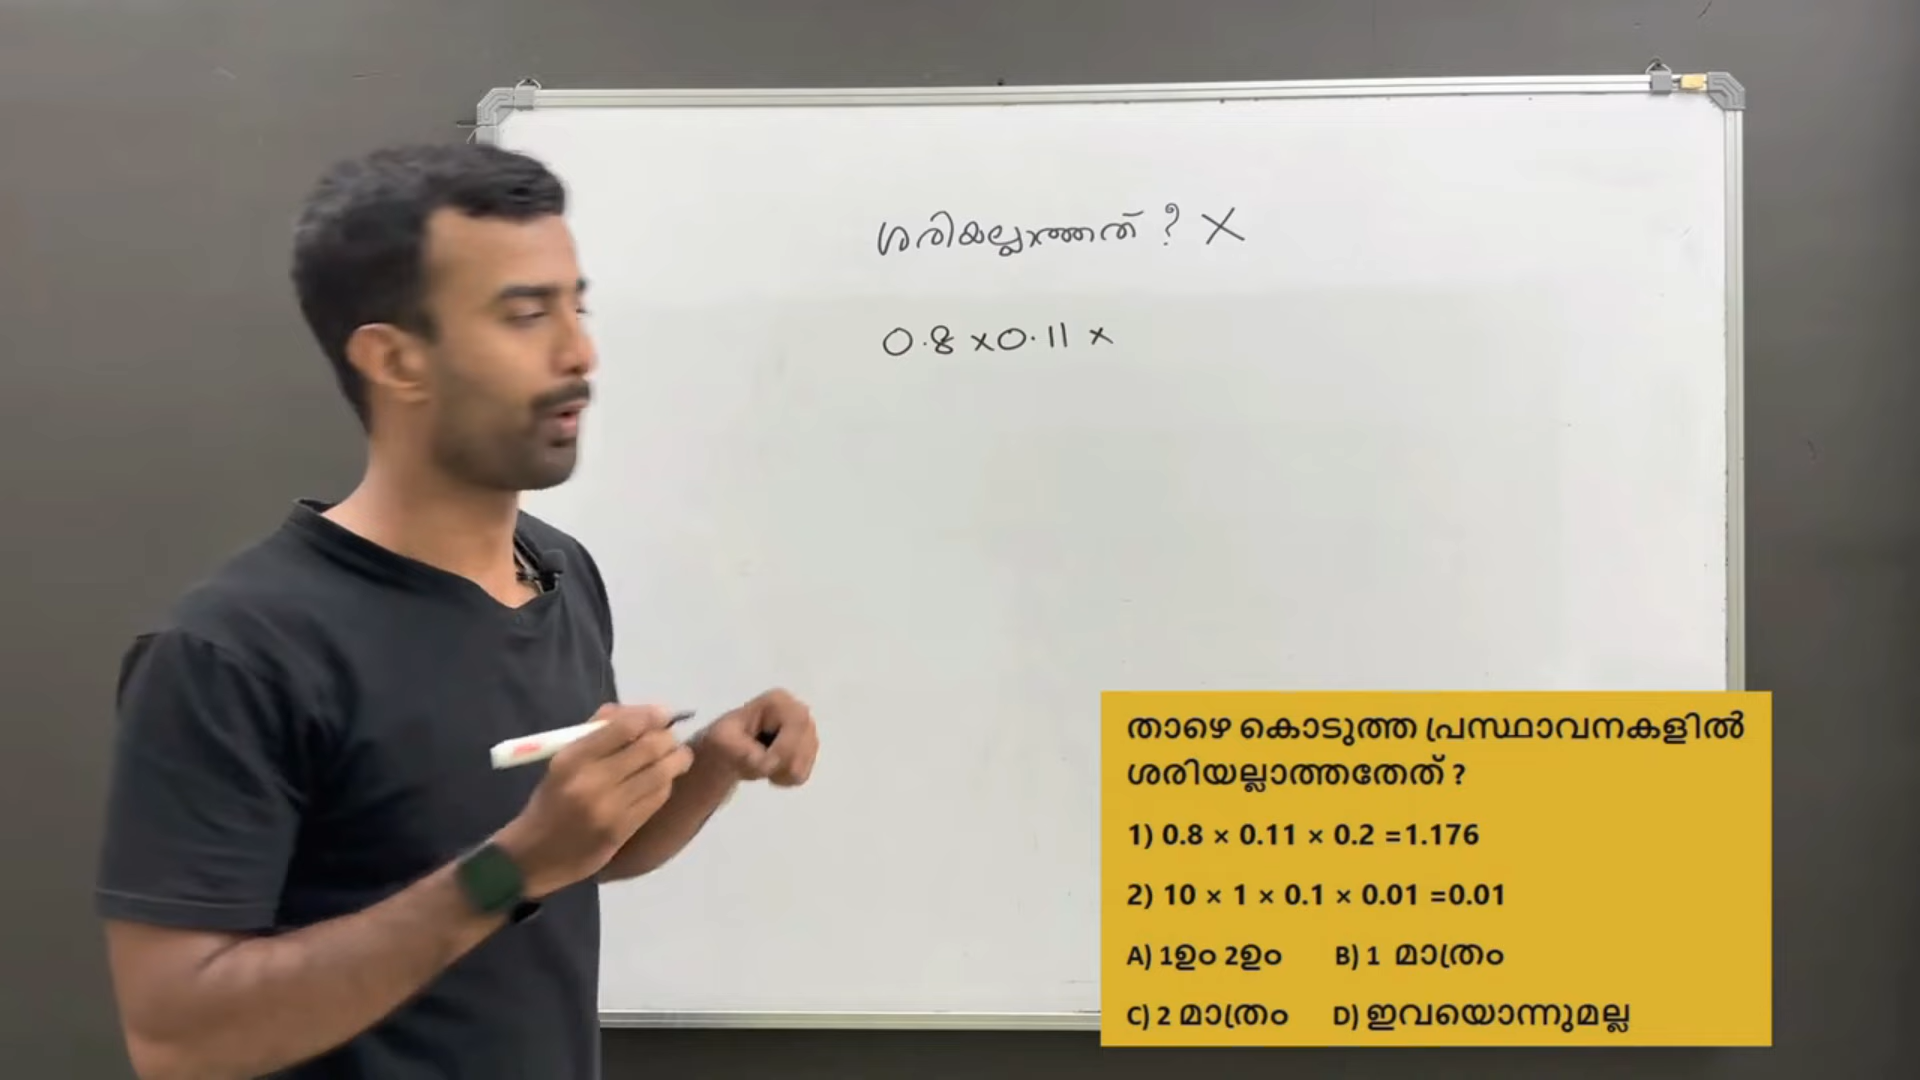 ശരിയല്ലാത്തത് ? X
0.8 x 0.11 x
താഴെ കൊടുത്ത പ്രസ്ഥാവനകളിൽ
ശരിയല്ലാത്തതേത് ?
1) 0.8 × 0.11 × 0.2 =1.176
2) 10 × 1 × 0.1 × 0.01 =0.01
A) 1ഉം 2ഉം B) 1 മാത്രം
C) 2 മാത്രം D) ഇവയൊന്നുമല്ല